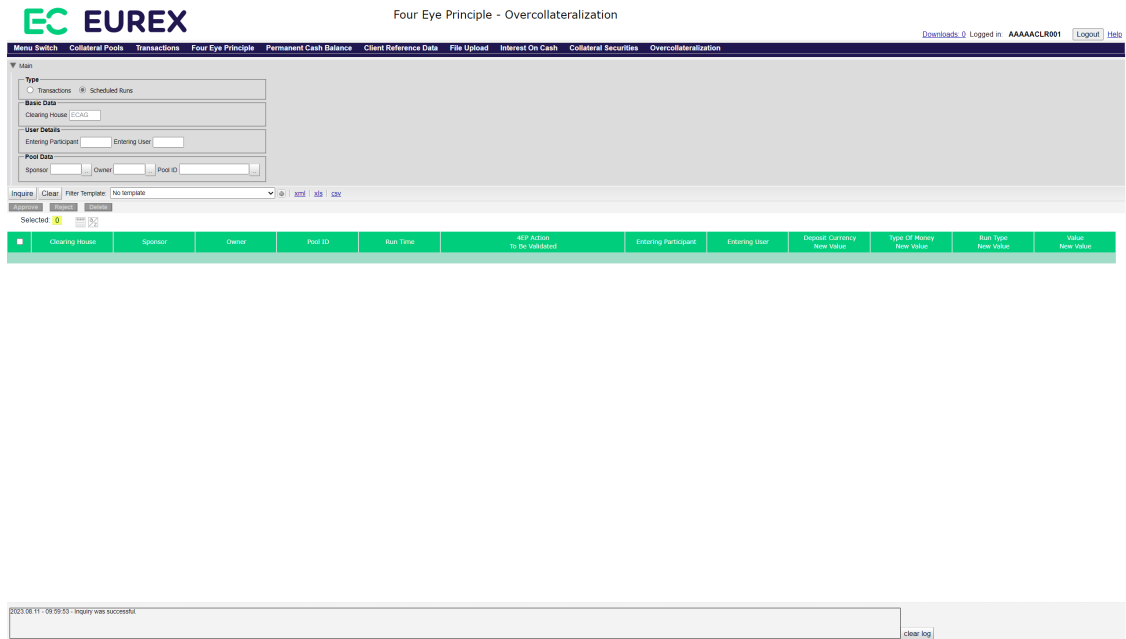 EC EUREX
Four Eye Principle - Overcollateralization
Downloads: 0 Logged in: AAAAACLR001 Logout Help
Menu Switch Collateral Pools Transactions Four Eye Principle Permanent Cash Balance Client Reference Data File Upload Interest On Cash Collateral Securities Overcollateralization
Main
Type
Transactions Scheduled Runs
Basic Data
Clearing House ECAG
User Details
Entering Participant Entering User
Pool Data
Sponsor ... Owner ... Pool ID ...
Inquire Clear Filter Template: No template xml xls csv
Approve Reject Delete
Selected: 0
Clearing House Sponsor Owner Pool ID Run Time 4EP Action Entering Participant Entering User Deposit Currency Type Of Money Run Type Value
To Be Validated New Value New Value New Value New Value
2023.08.11 - 09:59:53 - Inquiry was successful.
clear log